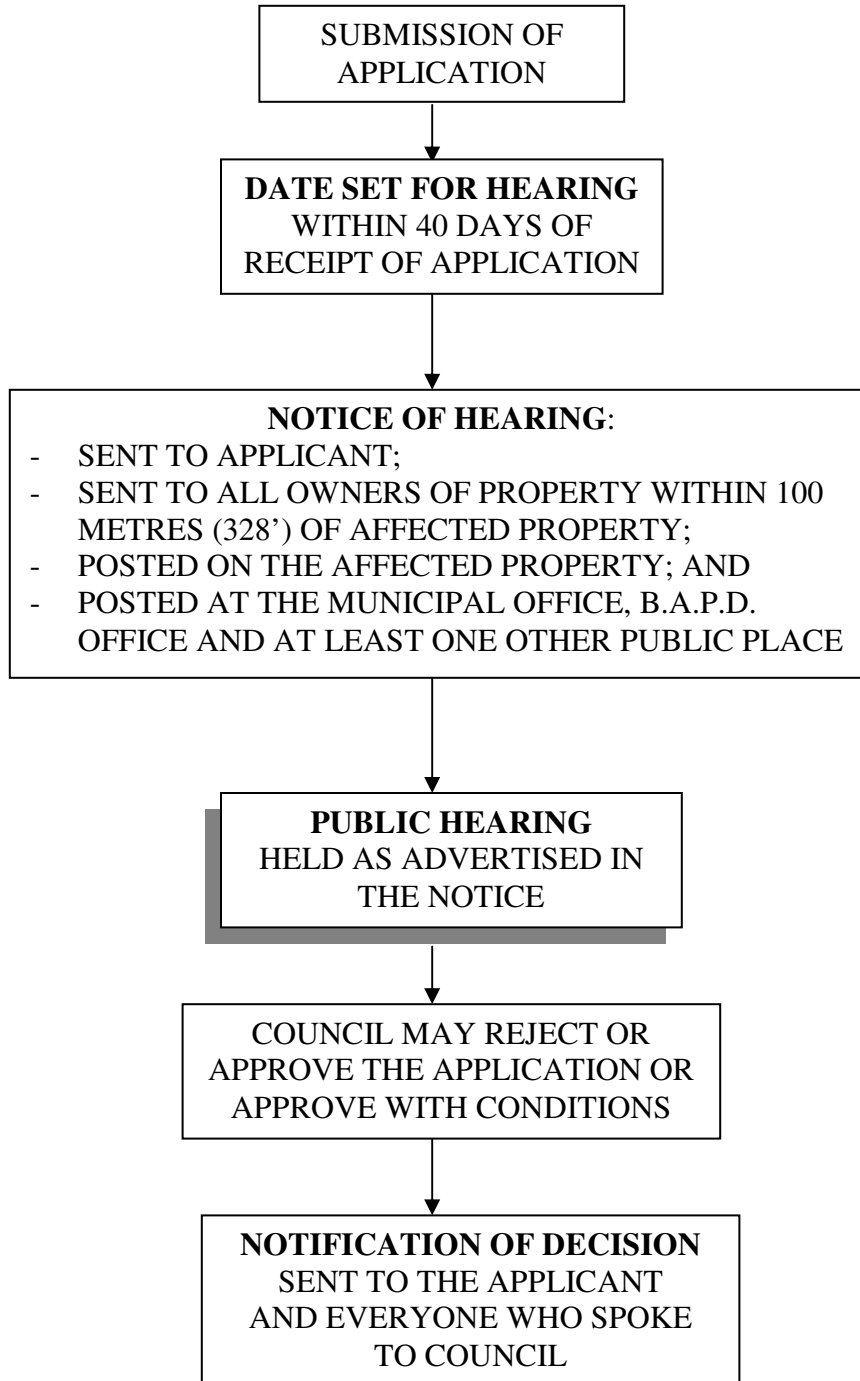 SUBMISSION OF
APPLICATION
DATE SET FOR HEARING
WITHIN 40 DAYS OF
RECEIPT OF APPLICATION
NOTICE OF HEARING:
- SENT TO APPLICANT;
- SENT TO ALL OWNERS OF PROPERTY WITHIN 100
METRES (328’) OF AFFECTED PROPERTY;
- POSTED ON THE AFFECTED PROPERTY; AND
- POSTED AT THE MUNICIPAL OFFICE, B.A.P.D.
OFFICE AND AT LEAST ONE OTHER PUBLIC PLACE
PUBLIC HEARING
HELD AS ADVERTISED IN
THE NOTICE
COUNCIL MAY REJECT OR
APPROVE THE APPLICATION OR
APPROVE WITH CONDITIONS
NOTIFICATION OF DECISION
SENT TO THE APPLICANT
AND EVERYONE WHO SPOKE
TO COUNCIL